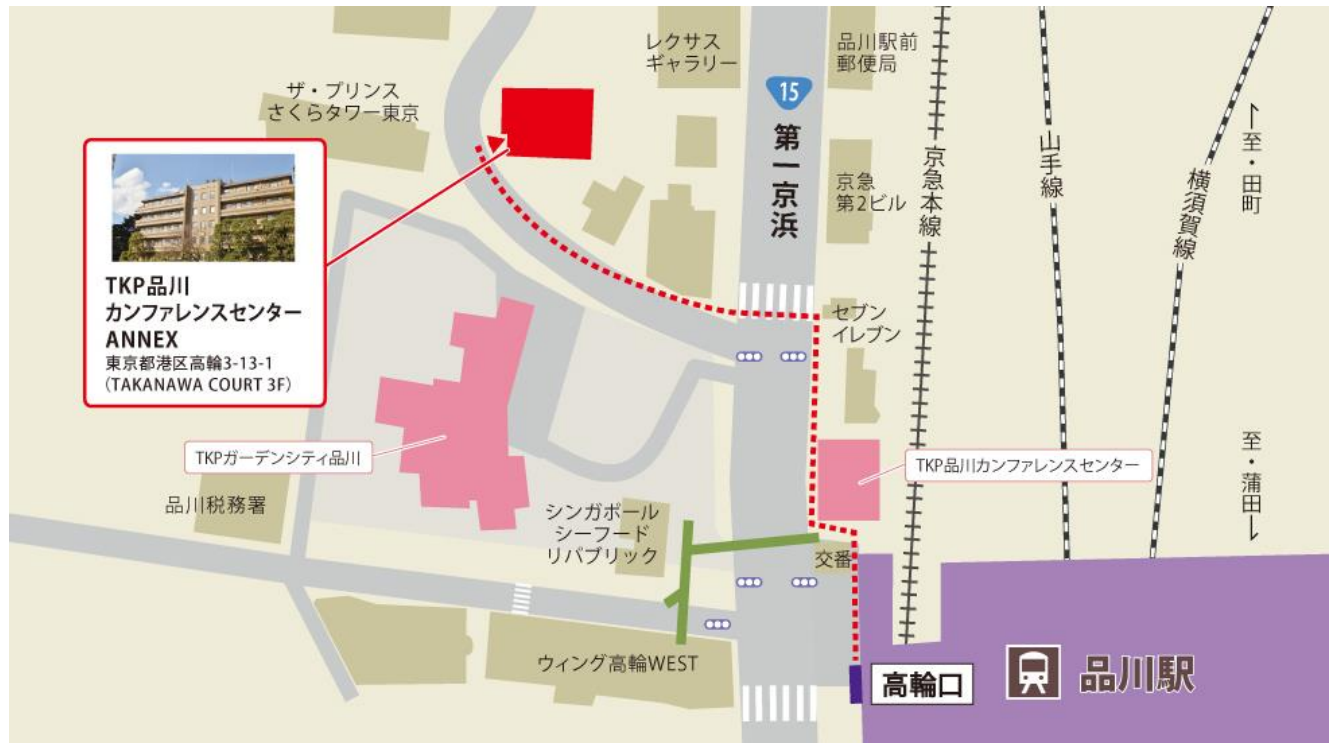 レクサス
ギャラリー
品川駅前
郵便局
15
第一京浜
ザ・プリンス
さくらタワー東京
京急
第2ビル
京急本線
山手線
横須賀線
↑至・田町
TKP品川
カンファレンスセンター
ANNEX
東京都港区高輪3-13-1
(TAKANAWA COURT 3F)
セブン
イレブン
TKPガーデンシティ品川
TKP品川カンファレンスセンター
至・蒲田↓
品川税務署
シンガポール
シーフード
リパブリック
交番
ウィング高輪WEST
高輪口
品川駅